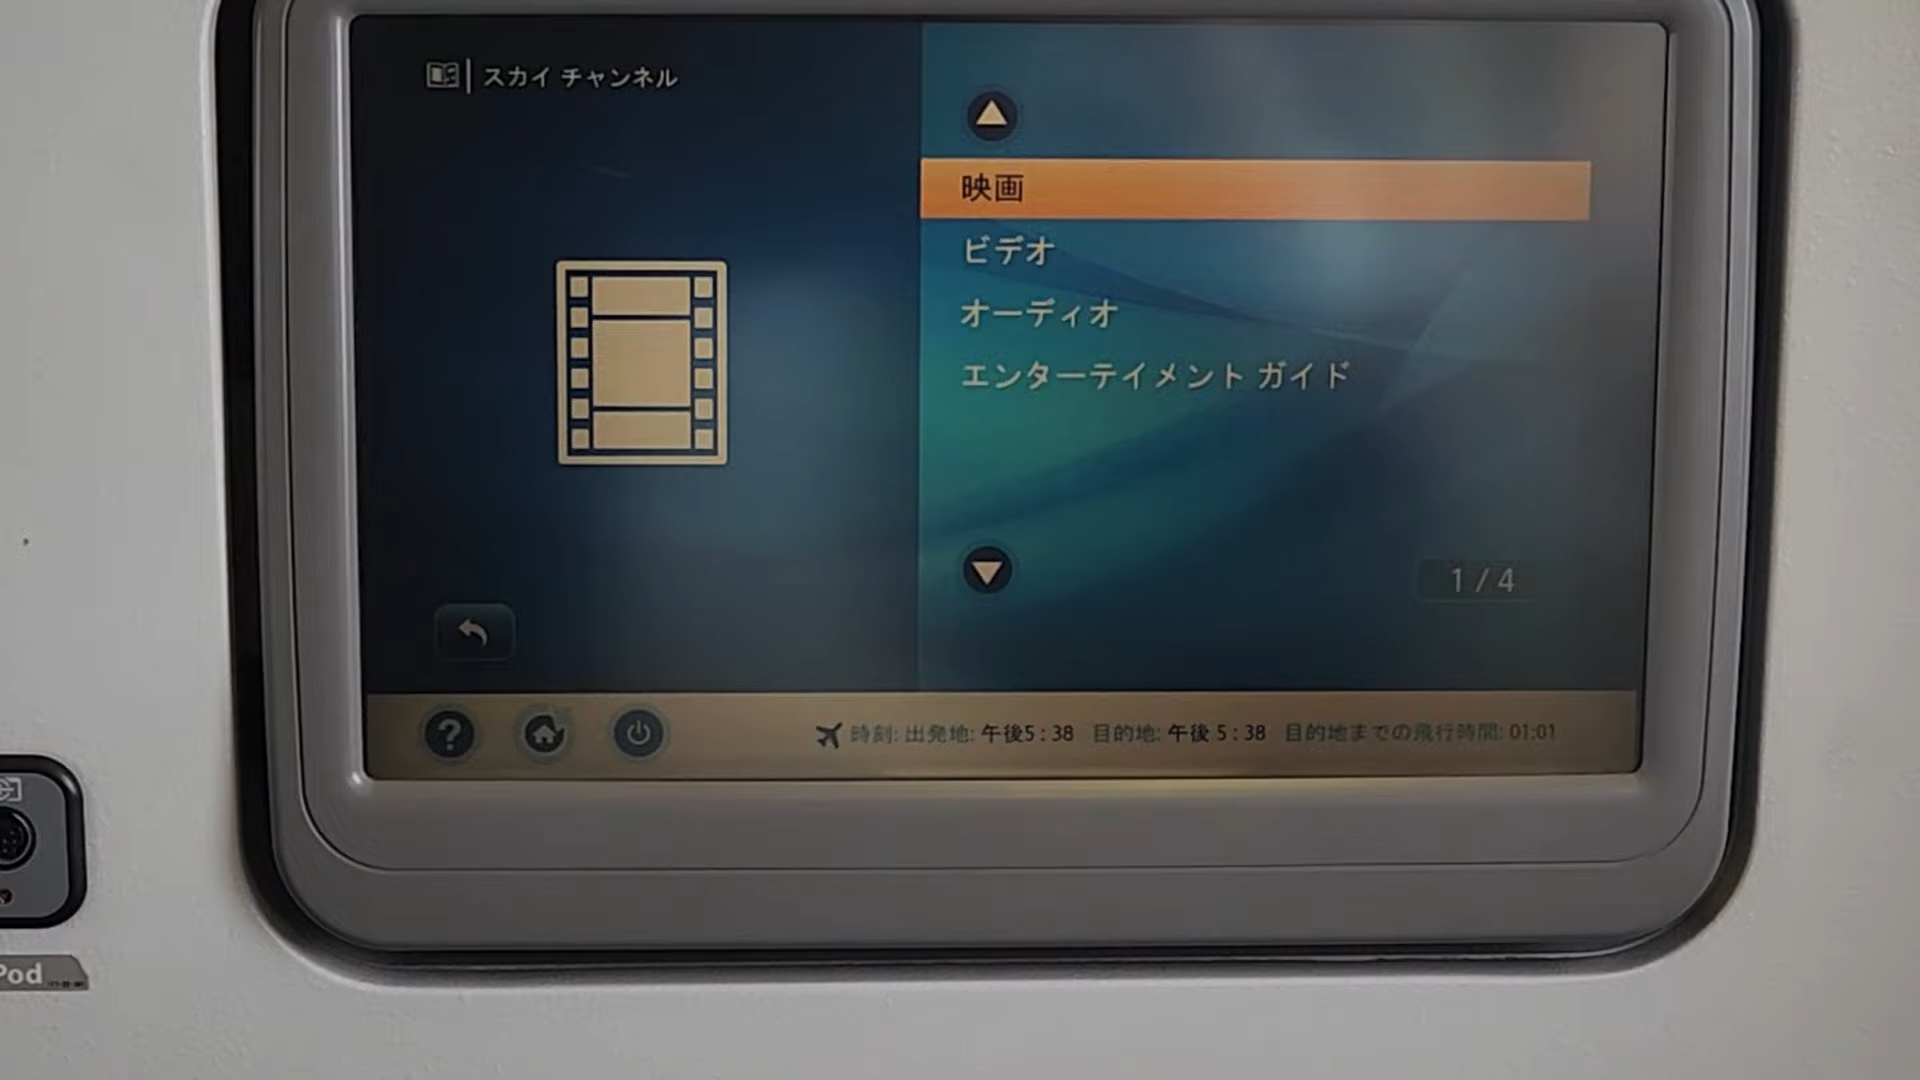 スカイ チャンネル
映画
ビデオ
オーディオ
エンターテイメント ガイド
1 / 4
?
時刻: 出発地: 午後5 : 38 目的地: 午後 5 : 38 目的地までの飛行時間: 01:01
Pod